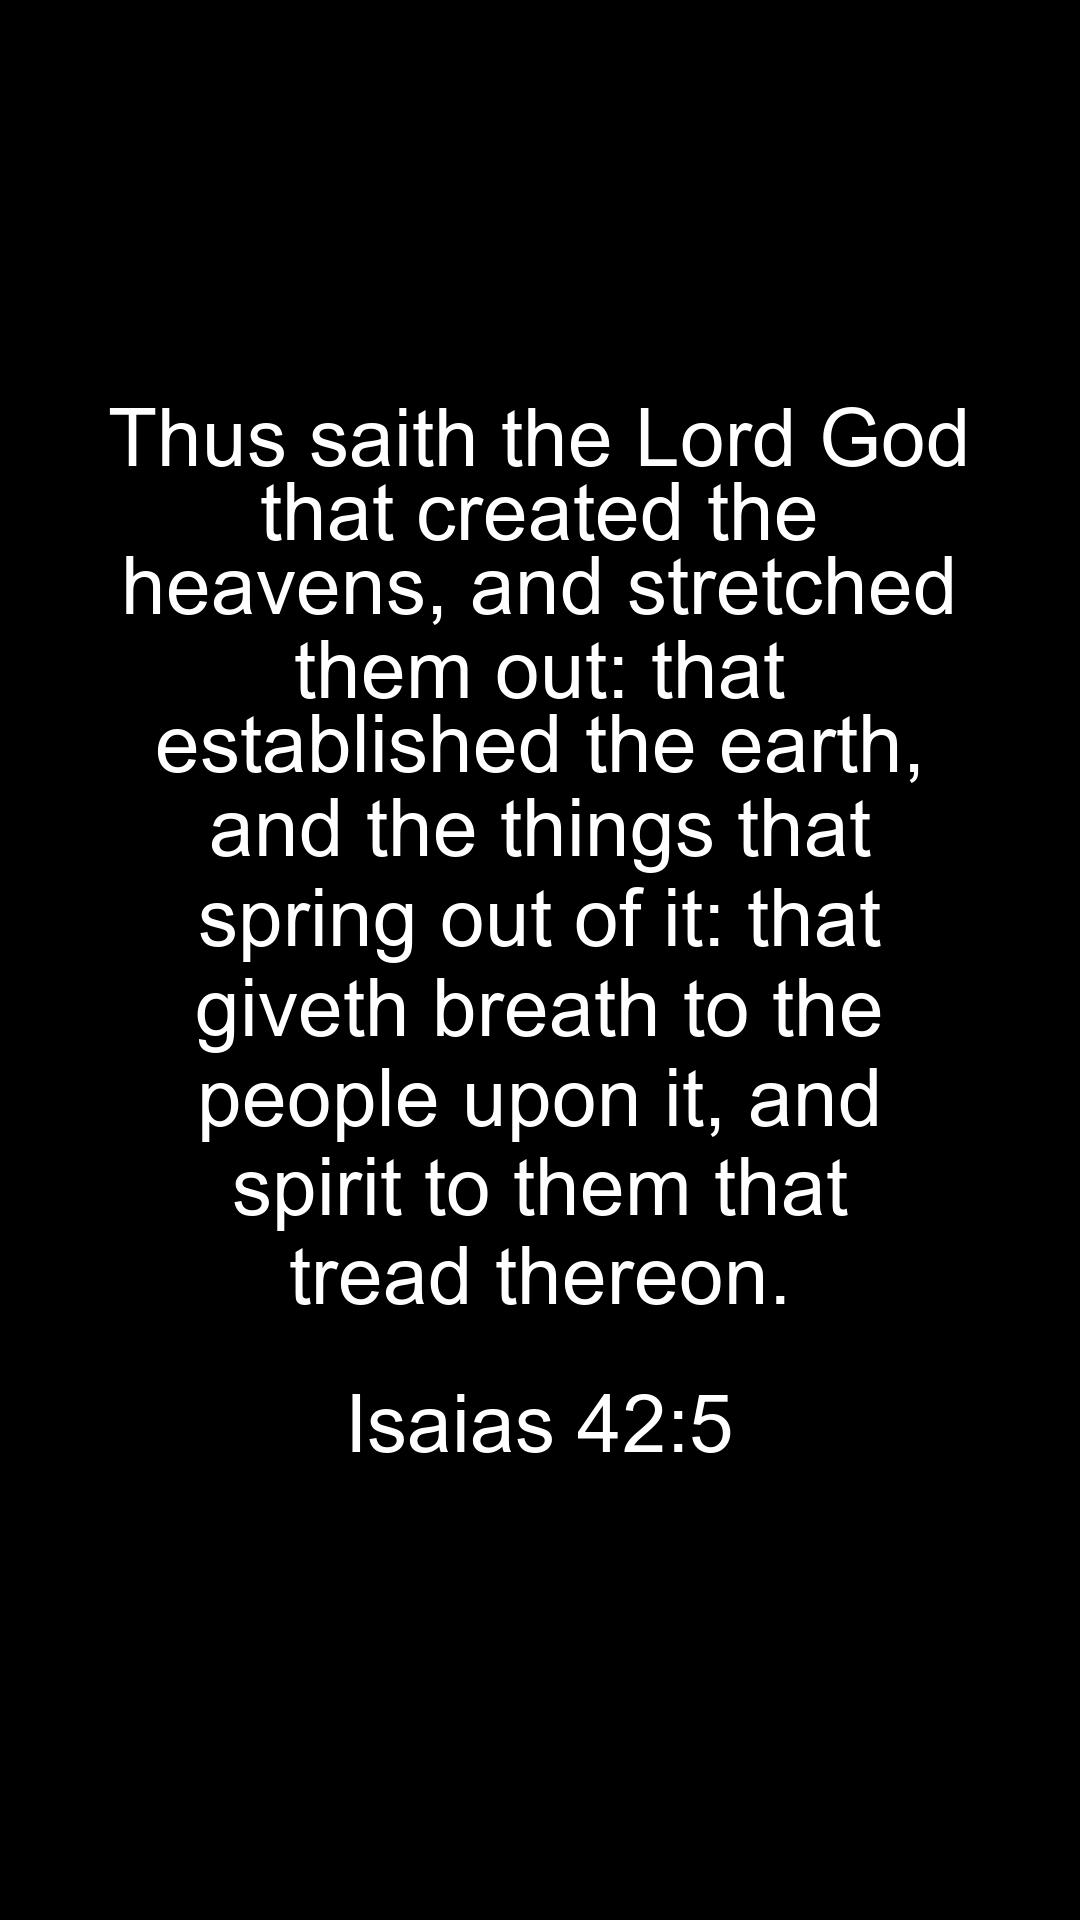 Thus saith the Lord God
that created the
heavens, and stretched
them out: that
established the earth,
and the things that
spring out of it: that
giveth breath to the
people upon it, and
spirit to them that
tread thereon.
Isaias 42:5